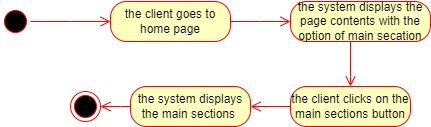 the client goes to
home page
the system displays the
page contents with the
option of main secation
the client clicks on the
main sections button
the system displays
the main sections